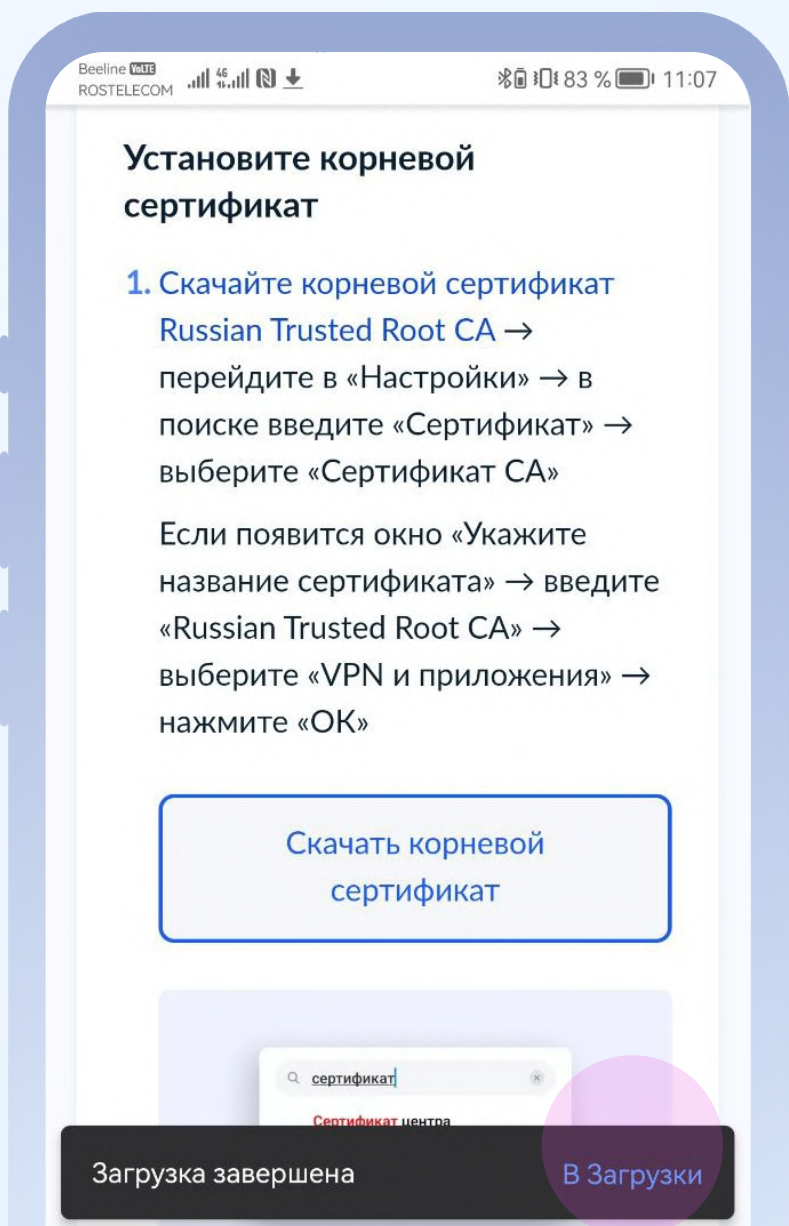 Beeline VoLTE
ROSTELECOM
4G
83 %
11:07
Установите корневой
сертификат
1. Скачайте корневой сертификат
Russian Trusted Root CA →
перейдите в «Настройки» → в
поиске введите «Сертификат» →
выберите «Сертификат CA»
Если появится окно «Укажите
название сертификата» → введите
«Russian Trusted Root CA» →
выберите «VPN и приложения» →
нажмите «ОК»
Скачать корневой
сертификат
сертификат
Сертификат центра
Загрузка завершена
В Загрузки